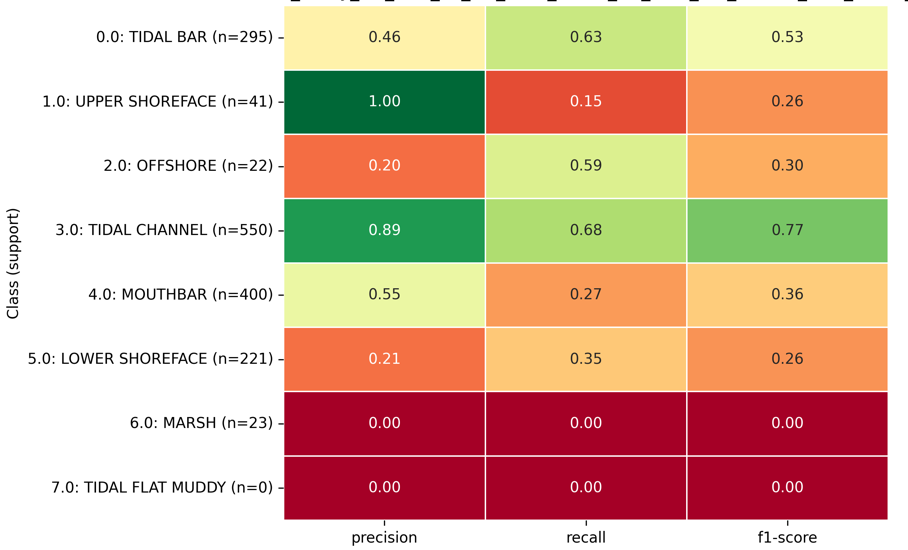 0.0: TIDAL BAR (n=295) 0.46 0.63 0.53
1.0: UPPER SHOREFACE (n=41) 1.00 0.15 0.26
2.0: OFFSHORE (n=22) 0.20 0.59 0.30
3.0: TIDAL CHANNEL (n=550) 0.89 0.68 0.77
4.0: MOUTHBAR (n=400) 0.55 0.27 0.36
5.0: LOWER SHOREFACE (n=221) 0.21 0.35 0.26
6.0: MARSH (n=23) 0.00 0.00 0.00
7.0: TIDAL FLAT MUDDY (n=0) 0.00 0.00 0.00
Class (support)
precision recall f1-score